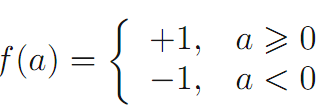 f(a) = { +1, a ⩾ 0
−1, a < 0